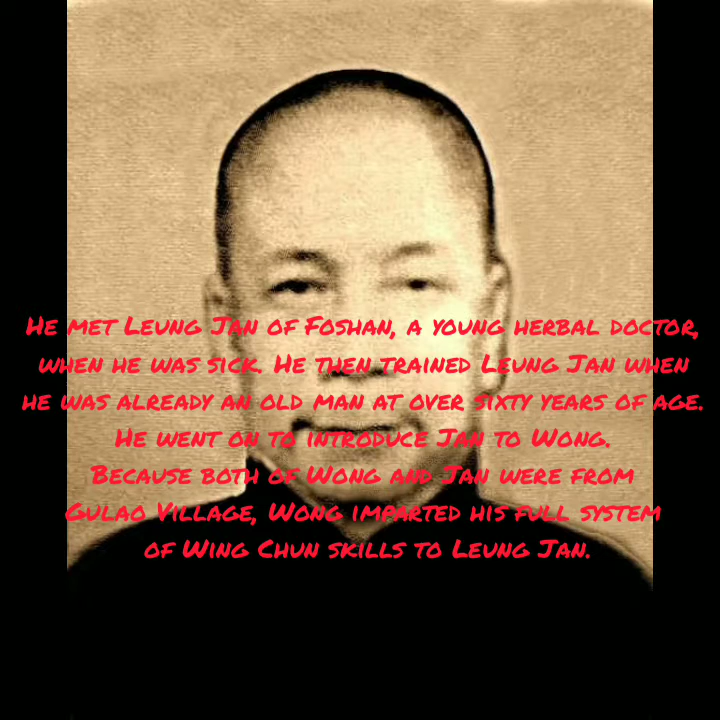 He met Leung Jan of Foshan, a young herbal doctor,
when he was sick. He then trained Leung Jan when
he was already an old man at over sixty years of age.
He went on to introduce Jan to Wong.
Because both of Wong and Jan were from
Gulao Village, Wong imparted his full system
of Wing Chun skills to Leung Jan.